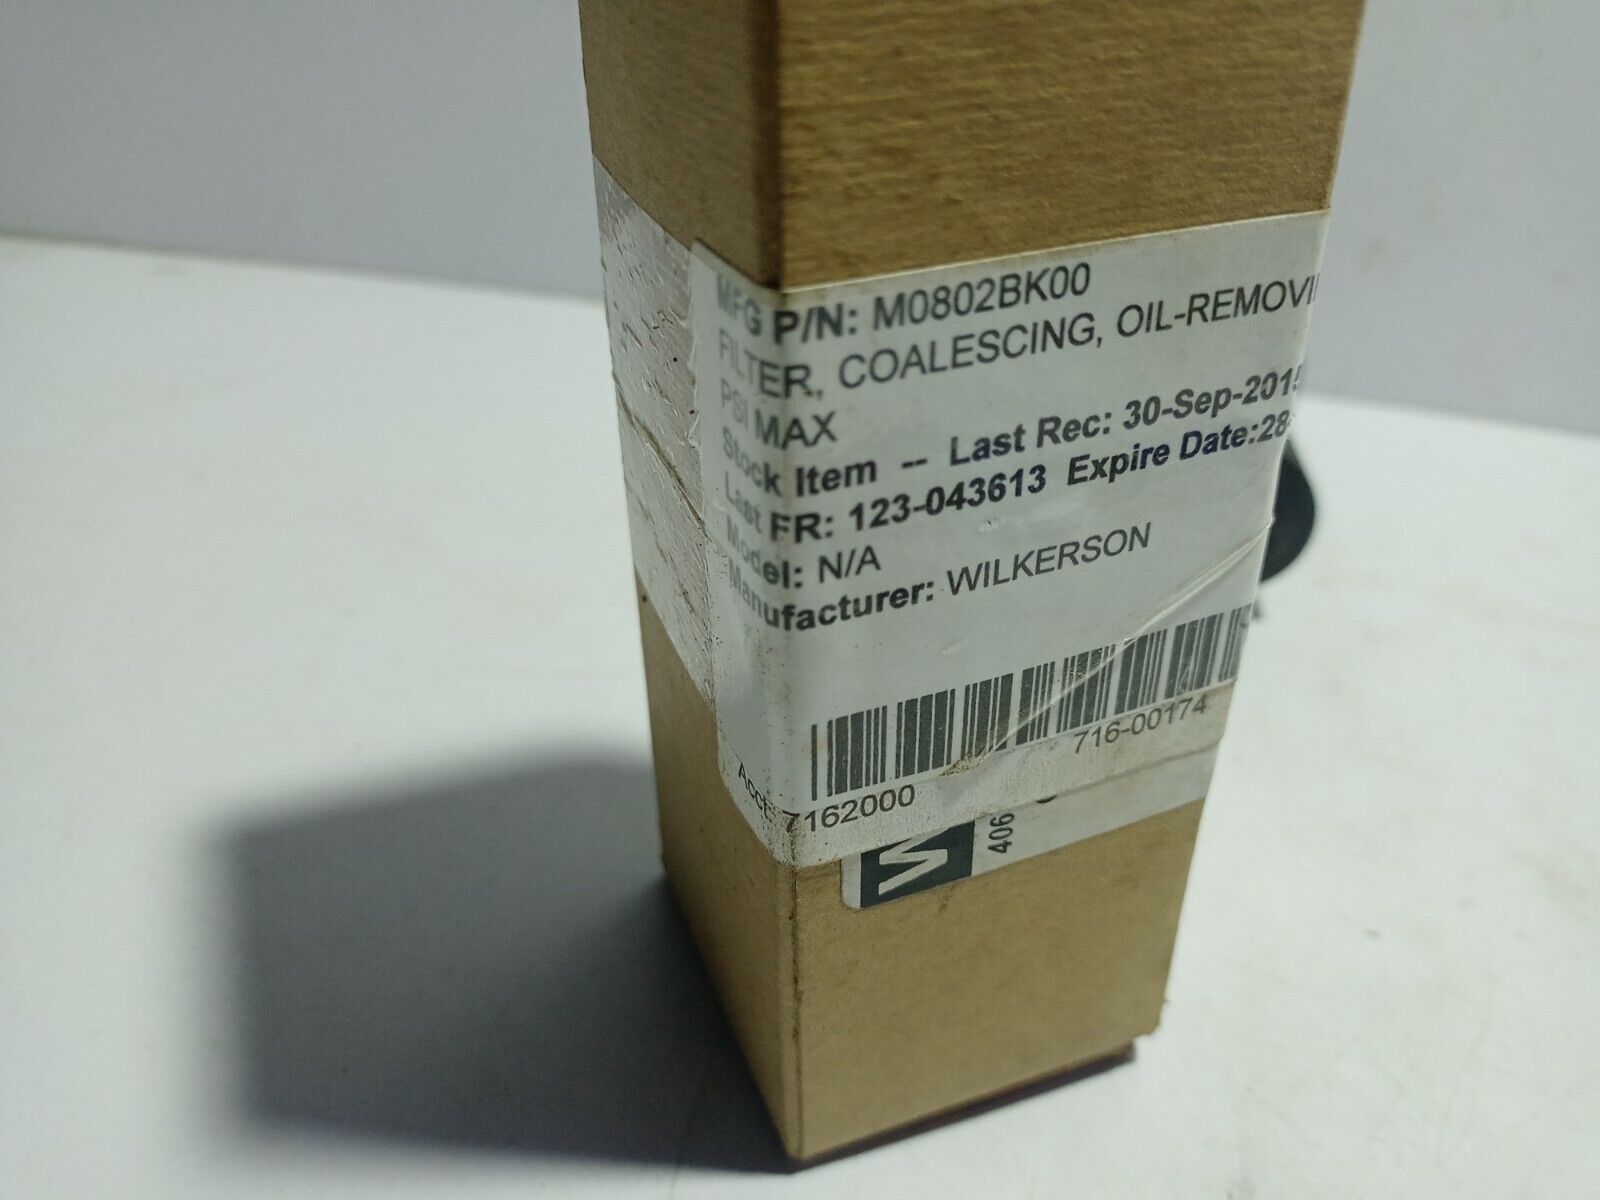 MFG P/N: M0802BK00
FILTER, COALESCING, OIL-REMOVI
PSI MAX
Stock Item -- Last Rec: 30-Sep-2015
Last FR: 123-043613 Expire Date:28-
Model: N/A
Manufacturer: WILKERSON
716-00174
Acct: 7162000
W
406